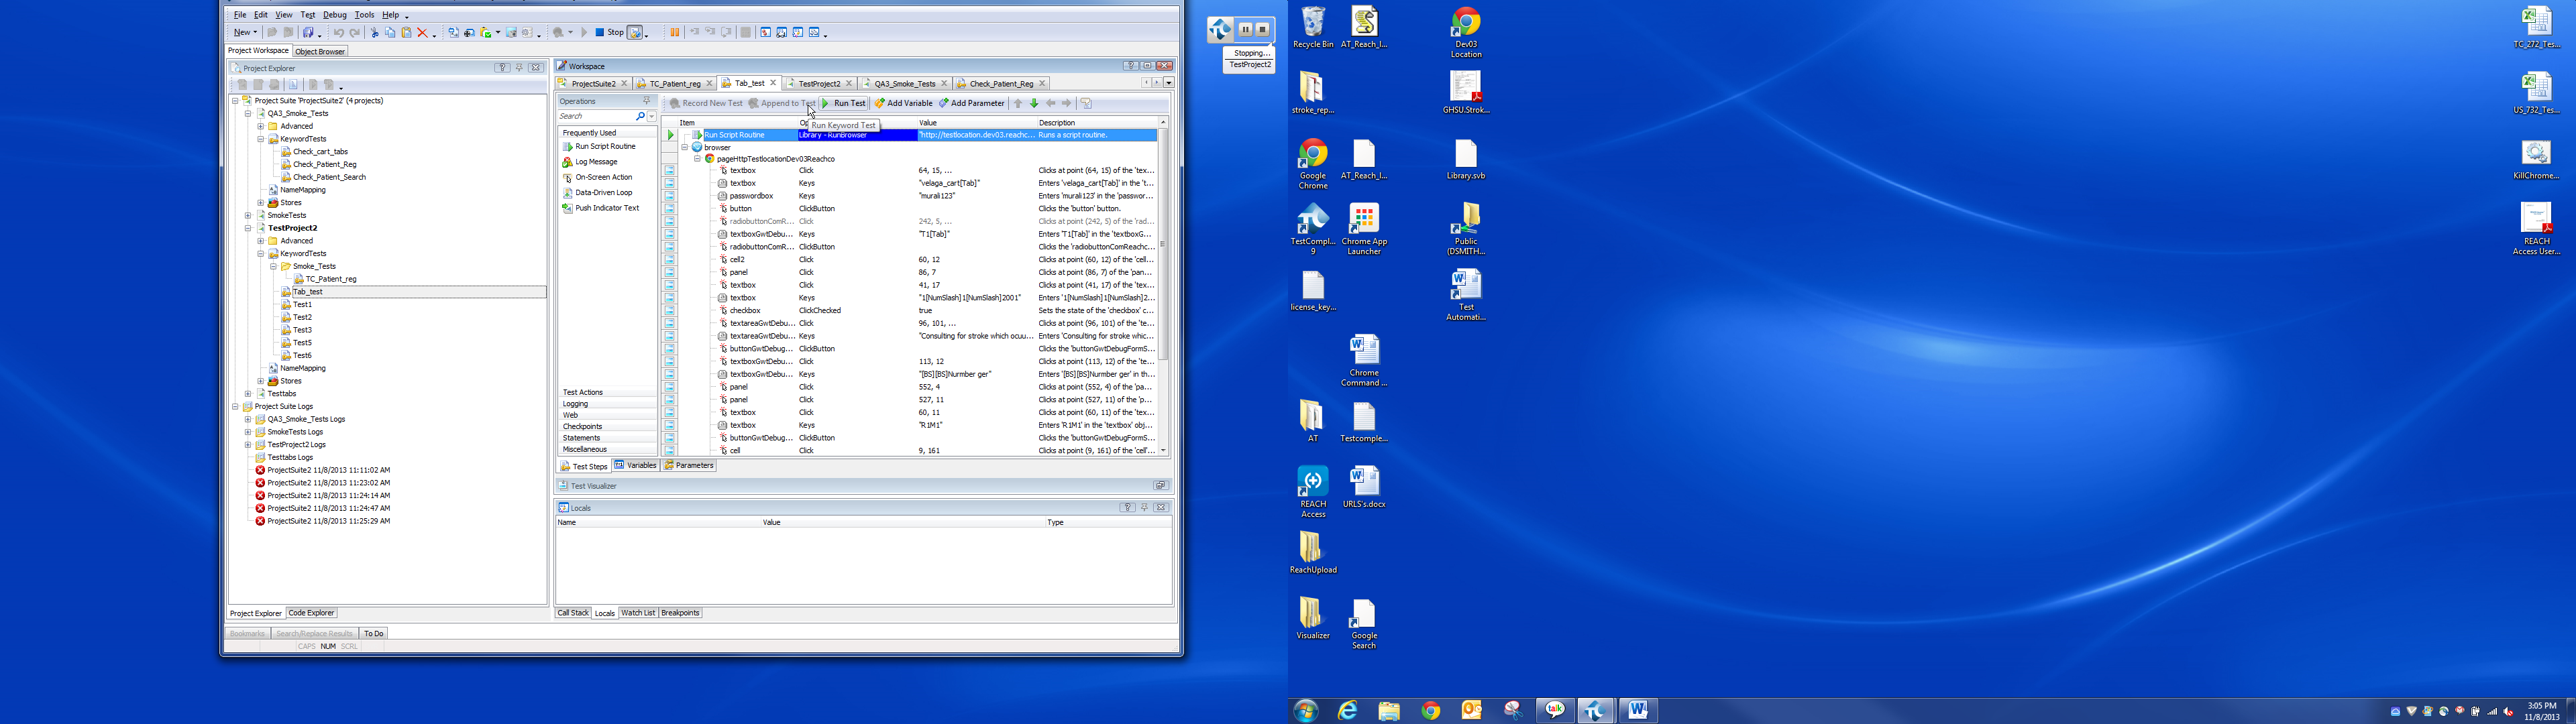 File Edit View Test Debug Tools Help
New Stop
Project Workspace Object Browser
Project Explorer
Project Suite 'ProjectSuite2' (4 projects)
QA3_Smoke_Tests
Advanced
KeywordTests
Check_cart_tabs
Check_Patient_Reg
Check_Patient_Search
NameMapping
Stores
SmokeTests
TestProject2
Advanced
KeywordTests
Smoke_Tests
TC_Patient_reg
Tab_test
Test1
Test2
Test3
Test5
Test6
NameMapping
Stores
Testtabs
Project Suite Logs
QA3_Smoke_Tests Logs
SmokeTests Logs
TestProject2 Logs
Testtabs Logs
ProjectSuite2 11/8/2013 11:11:02 AM
ProjectSuite2 11/8/2013 11:23:02 AM
ProjectSuite2 11/8/2013 11:24:14 AM
ProjectSuite2 11/8/2013 11:24:47 AM
ProjectSuite2 11/8/2013 11:25:29 AM
Project Explorer Code Explorer
Bookmarks Search/Replace Results To Do
CAPS NUM SCRL
Workspace
ProjectSuite2 TC_Patient_reg Tab_test TestProject2 QA3_Smoke_Tests Check_Patient_Reg
Operations
Search
Frequently Used
Run Script Routine
Log Message
On-Screen Action
Data-Driven Loop
Push Indicator Text
Test Actions
Logging
Web
Checkpoints
Statements
Miscellaneous
Record New Test Append to Test Run Test Add Variable Add Parameter
Run Keyword Test
Item Value Description
Run Script Routine Library - RunBrowser "http://testlocation.dev03.reachc... Runs a script routine.
browser
pageHttpTestlocationDev03Reachco
textbox Click 64, 15, ... Clicks at point (64, 15) of the 'tex...
textbox Keys "velaga_cart[Tab]" Enters 'velaga_cart[Tab]' in the 't...
passwordbox Keys "murali123" Enters 'murali123' in the 'passwor...
button ClickButton Clicks the 'button' button.
radiobuttonComR... Click 242, 5, ... Clicks at point (242, 5) of the 'rad...
textboxGwtDebu... Keys "T1[Tab]" Enters 'T1[Tab]' in the 'textboxG...
radiobuttonComR... ClickButton Clicks the 'radiobuttonComReachc...
cell2 Click 60, 12 Clicks at point (60, 12) of the 'cell...
panel Click 86, 7 Clicks at point (86, 7) of the 'pan...
textbox Click 41, 17 Clicks at point (41, 17) of the 'tex...
textbox Keys "1[NumSlash]1[NumSlash]2001" Enters '1[NumSlash]1[NumSlash]2...
checkbox ClickChecked true Sets the state of the 'checkbox' c...
textareaGwtDebu... Click 96, 101, ... Clicks at point (96, 101) of the 'te...
textareaGwtDebu... Keys "Consulting for stroke which ocuu... Enters 'Consulting for stroke whic...
buttonGwtDebug... ClickButton Clicks the 'buttonGwtDebugFormS...
textboxGwtDebu... Click 113, 12 Clicks at point (113, 12) of the 'te...
textboxGwtDebu... Keys "[BS][BS]Nurmber ger" Enters '[BS][BS]Nurmber ger' in th...
panel Click 552, 4 Clicks at point (552, 4) of the 'pa...
panel Click 527, 11 Clicks at point (527, 11) of the 'p...
textbox Click 60, 11 Clicks at point (60, 11) of the 'tex...
textbox Keys "R1M1" Enters 'R1M1' in the 'textbox' obj...
buttonGwtDebug... ClickButton Clicks the 'buttonGwtDebugFormS...
cell Click 9, 161 Clicks at point (9, 161) of the 'cell'...
Test Steps Variables Parameters
Test Visualizer
Locals
Name Value Type
Call Stack Locals Watch List Breakpoints
Stopping...
TestProject2
Recycle Bin
AT_Reach_I...
Dev03
Location
stroke_rep...
GHSU.Strok...
Google
Chrome
AT_Reach_I...
Library.svb
TestCompl...
9
Chrome App
Launcher
Public
(DSMITH...
license_key...
Test
Automati...
Chrome
Command ...
AT
Testcomple...
REACH
Access
URLS's.docx
ReachUpload
Visualizer
Google
Search
TC_272_Tes...
US_732_Tes...
KillChrome...
REACH
Access User...
talk
3:05 PM
11/8/2013